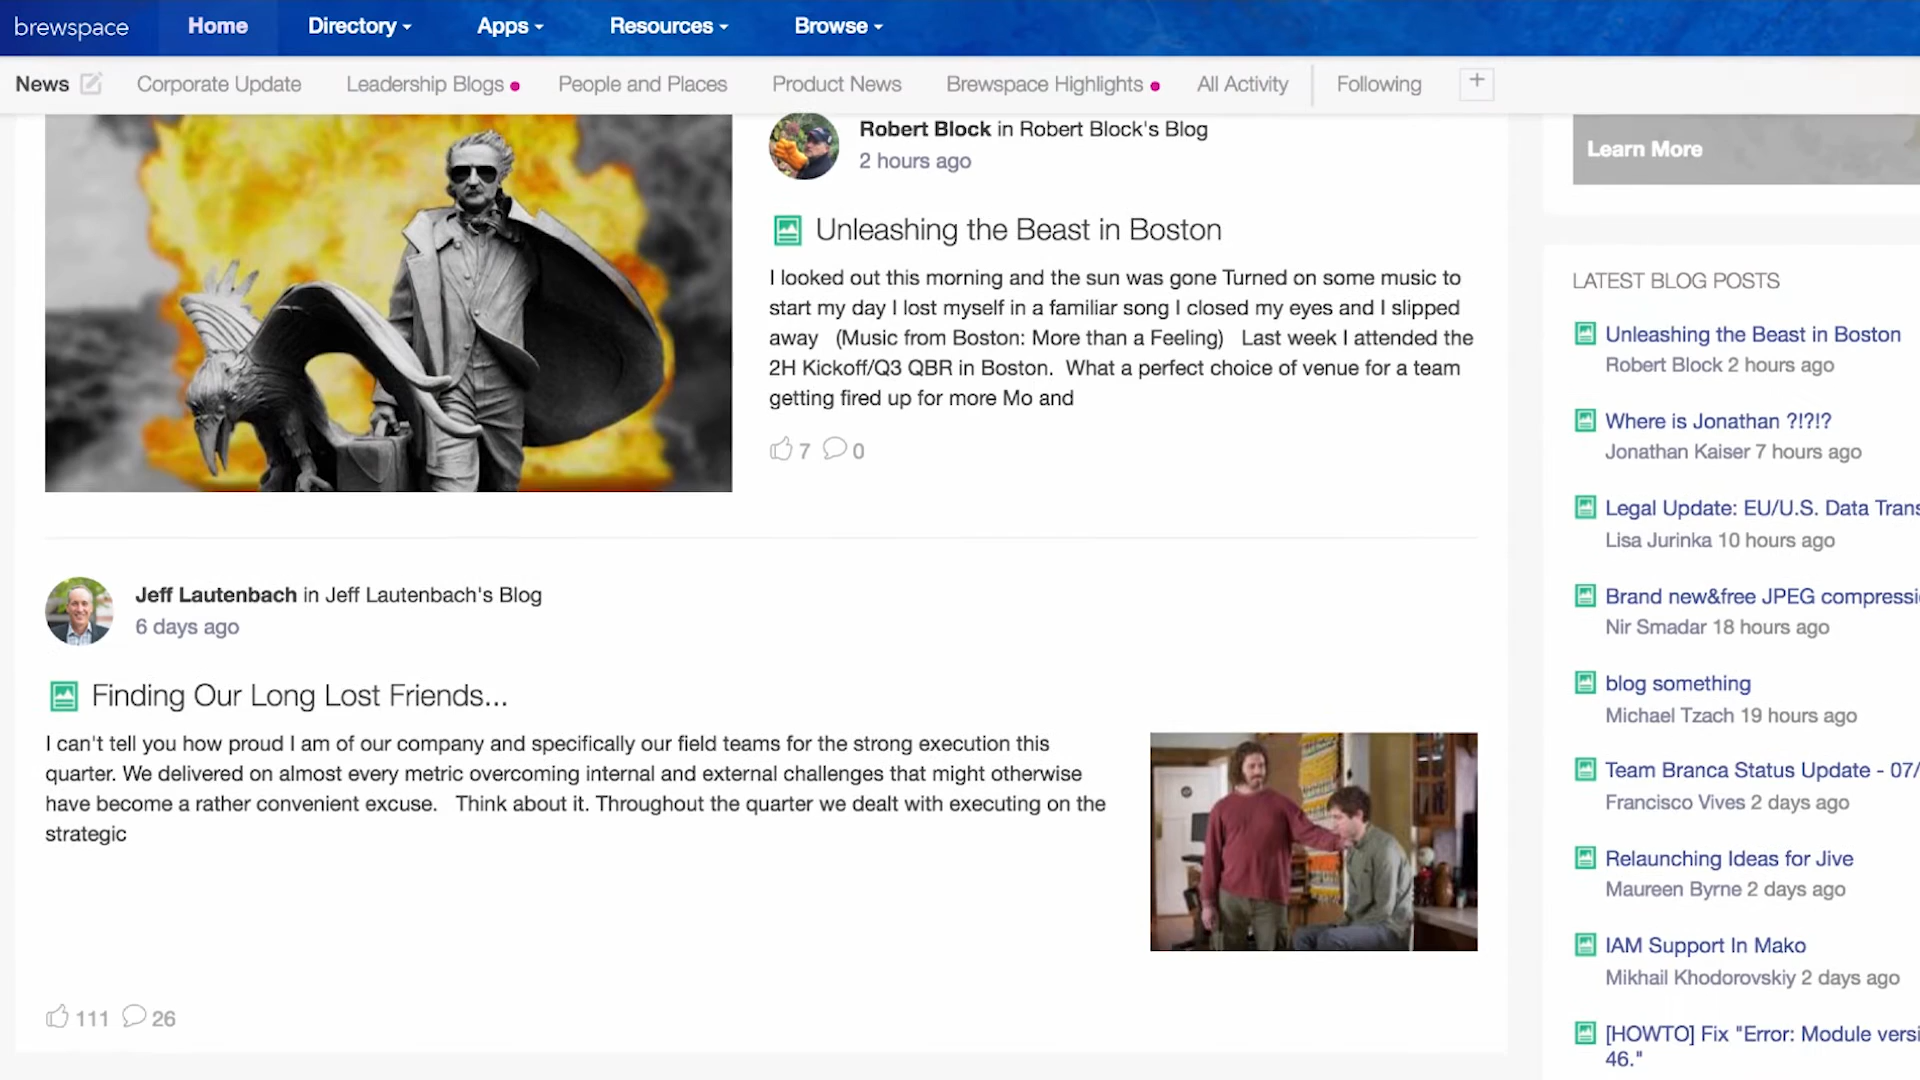 brewspace
Home
Directory
Apps
Resources
Browse
News
Corporate Update
Leadership Blogs
People and Places
Product News
Brewspace Highlights
All Activity
Following
+
Robert Block in Robert Block's Blog
2 hours ago
Unleashing the Beast in Boston
I looked out this morning and the sun was gone Turned on some music to
start my day I lost myself in a familiar song I closed my eyes and I slipped
away (Music from Boston: More than a Feeling) Last week I attended the
2H Kickoff/Q3 QBR in Boston. What a perfect choice of venue for a team
getting fired up for more Mo and
7
0
Jeff Lautenbach in Jeff Lautenbach's Blog
6 days ago
Finding Our Long Lost Friends...
I can't tell you how proud I am of our company and specifically our field teams for the strong execution this
quarter. We delivered on almost every metric overcoming internal and external challenges that might otherwise
have become a rather convenient excuse. Think about it. Throughout the quarter we dealt with executing on the
strategic
111
26
Learn More
LATEST BLOG POSTS
Unleashing the Beast in Boston
Robert Block 2 hours ago
Where is Jonathan ?!?!?
Jonathan Kaiser 7 hours ago
Legal Update: EU/U.S. Data Trans
Lisa Jurinka 10 hours ago
Brand new&free JPEG compressi
Nir Smadar 18 hours ago
blog something
Michael Tzach 19 hours ago
Team Branca Status Update - 07/
Francisco Vives 2 days ago
Relaunching Ideas for Jive
Maureen Byrne 2 days ago
IAM Support In Mako
Mikhail Khodorovskiy 2 days ago
[HOWTO] Fix "Error: Module versi
46."